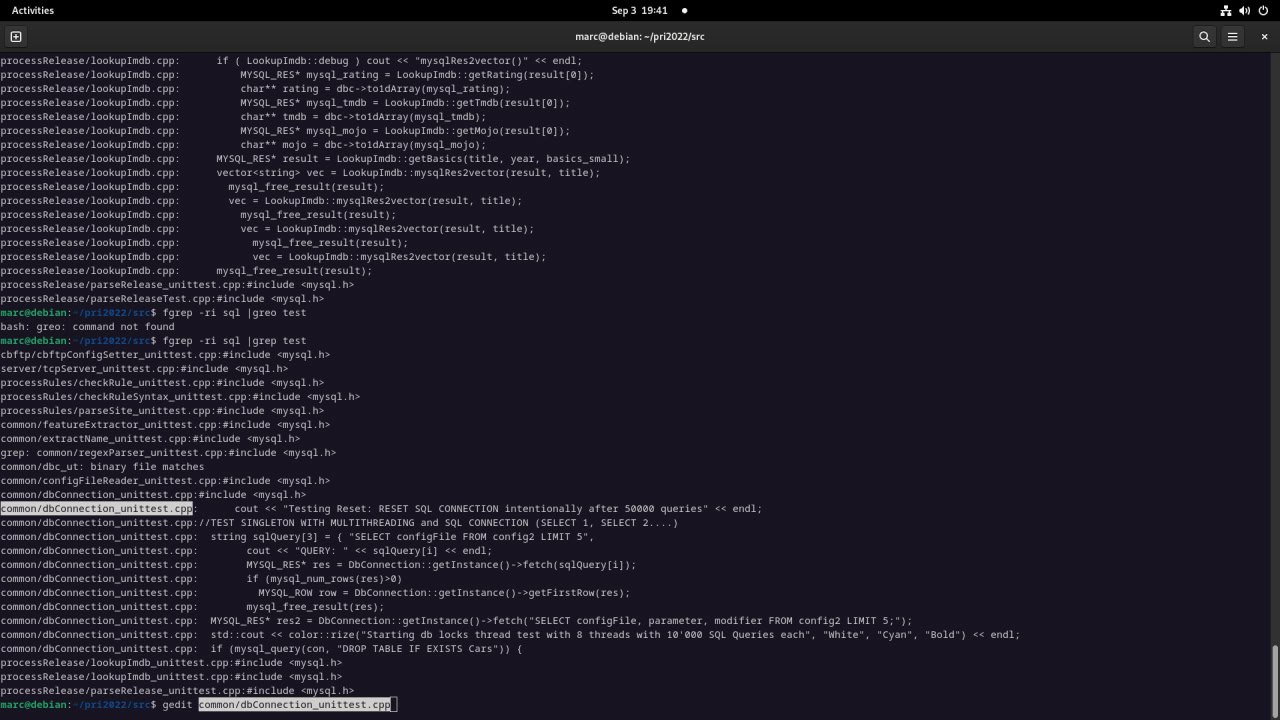 Activities
Sep 3 19:41
marc@debian: ~/pri2022/src
processRelease/lookupImdb.cpp:      if ( LookupImdb::debug ) cout << "mysqlRes2vector()" << endl;
processRelease/lookupImdb.cpp:          MYSQL_RES* mysql_rating = LookupImdb::getRating(result[0]);
processRelease/lookupImdb.cpp:          char** rating = dbc->to1dArray(mysql_rating);
processRelease/lookupImdb.cpp:          MYSQL_RES* mysql_tmdb = LookupImdb::getTmdb(result[0]);
processRelease/lookupImdb.cpp:          char** tmdb = dbc->to1dArray(mysql_tmdb);
processRelease/lookupImdb.cpp:          MYSQL_RES* mysql_mojo = LookupImdb::getMojo(result[0]);
processRelease/lookupImdb.cpp:          char** mojo = dbc->to1dArray(mysql_mojo);
processRelease/lookupImdb.cpp:      MYSQL_RES* result = LookupImdb::getBasics(title, year, basics_small);
processRelease/lookupImdb.cpp:      vector<string> vec = LookupImdb::mysqlRes2vector(result, title);
processRelease/lookupImdb.cpp:        mysql_free_result(result);
processRelease/lookupImdb.cpp:        vec = LookupImdb::mysqlRes2vector(result, title);
processRelease/lookupImdb.cpp:          mysql_free_result(result);
processRelease/lookupImdb.cpp:          vec = LookupImdb::mysqlRes2vector(result, title);
processRelease/lookupImdb.cpp:            mysql_free_result(result);
processRelease/lookupImdb.cpp:            vec = LookupImdb::mysqlRes2vector(result, title);
processRelease/lookupImdb.cpp:      mysql_free_result(result);
processRelease/parseRelease_unittest.cpp:#include <mysql.h>
processRelease/parseReleaseTest.cpp:#include <mysql.h>
marc@debian:~/pri2022/src$ fgrep -ri sql |greo test
bash: greo: command not found
marc@debian:~/pri2022/src$ fgrep -ri sql |grep test
cbftp/cbftpConfigSetter_unittest.cpp:#include <mysql.h>
server/tcpServer_unittest.cpp:#include <mysql.h>
processRules/checkRule_unittest.cpp:#include <mysql.h>
processRules/checkRuleSyntax_unittest.cpp:#include <mysql.h>
processRules/parseSite_unittest.cpp:#include <mysql.h>
common/featureExtractor_unittest.cpp:#include <mysql.h>
common/extractName_unittest.cpp:#include <mysql.h>
grep: common/regexParser_unittest.cpp:#include <mysql.h>
common/dbc_ut: binary file matches
common/configFileReader_unittest.cpp:#include <mysql.h>
common/dbConnection_unittest.cpp:#include <mysql.h>
common/dbConnection_unittest.cpp:      cout << "Testing Reset: RESET SQL CONNECTION intentionally after 50000 queries" << endl;
common/dbConnection_unittest.cpp://TEST SINGLETON WITH MULTITHREADING and SQL CONNECTION (SELECT 1, SELECT 2....)
common/dbConnection_unittest.cpp:  string sqlQuery[3] = { "SELECT configFile FROM config2 LIMIT 5",
common/dbConnection_unittest.cpp:        cout << "QUERY: " << sqlQuery[i] << endl;
common/dbConnection_unittest.cpp:        MYSQL_RES* res = DbConnection::getInstance()->fetch(sqlQuery[i]);
common/dbConnection_unittest.cpp:        if (mysql_num_rows(res)>0)
common/dbConnection_unittest.cpp:          MYSQL_ROW row = DbConnection::getInstance()->getFirstRow(res);
common/dbConnection_unittest.cpp:        mysql_free_result(res);
common/dbConnection_unittest.cpp:  MYSQL_RES* res2 = DbConnection::getInstance()->fetch("SELECT configFile, parameter, modifier FROM config2 LIMIT 5;");
common/dbConnection_unittest.cpp:  std::cout << color::rize("Starting db locks thread test with 8 threads with 10'000 SQL Queries each", "White", "Cyan", "Bold") << endl;
common/dbConnection_unittest.cpp:  if (mysql_query(con, "DROP TABLE IF EXISTS Cars")) {
processRelease/lookupImdb_unittest.cpp:#include <mysql.h>
processRelease/lookupImdb_unittest.cpp:#include <mysql.h>
processRelease/parseRelease_unittest.cpp:#include <mysql.h>
marc@debian:~/pri2022/src$ gedit common/dbConnection_unittest.cpp